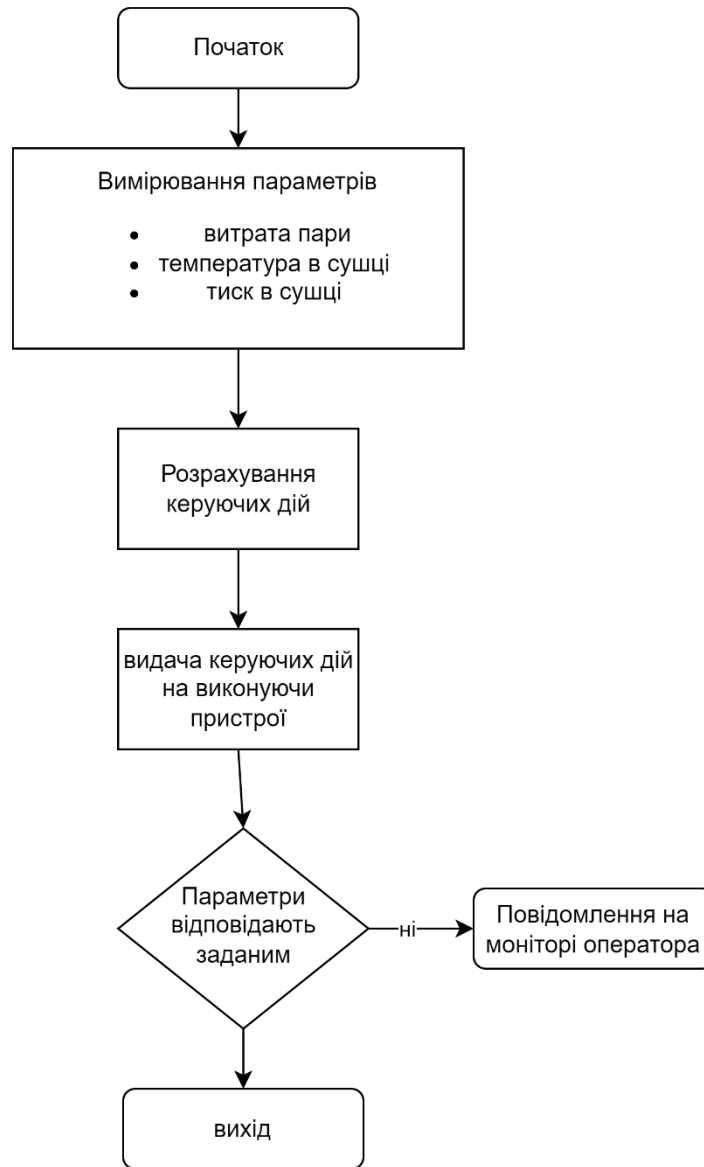 Початок
Вимірювання параметрів
• витрата пари
• температура в сушці
• тиск в сушці
Розрахування
керуючих дій
видача керуючих дій
на виконуючи
пристрої
Параметри
відповідають
заданим
ні
Повідомлення на
моніторі оператора
вихід